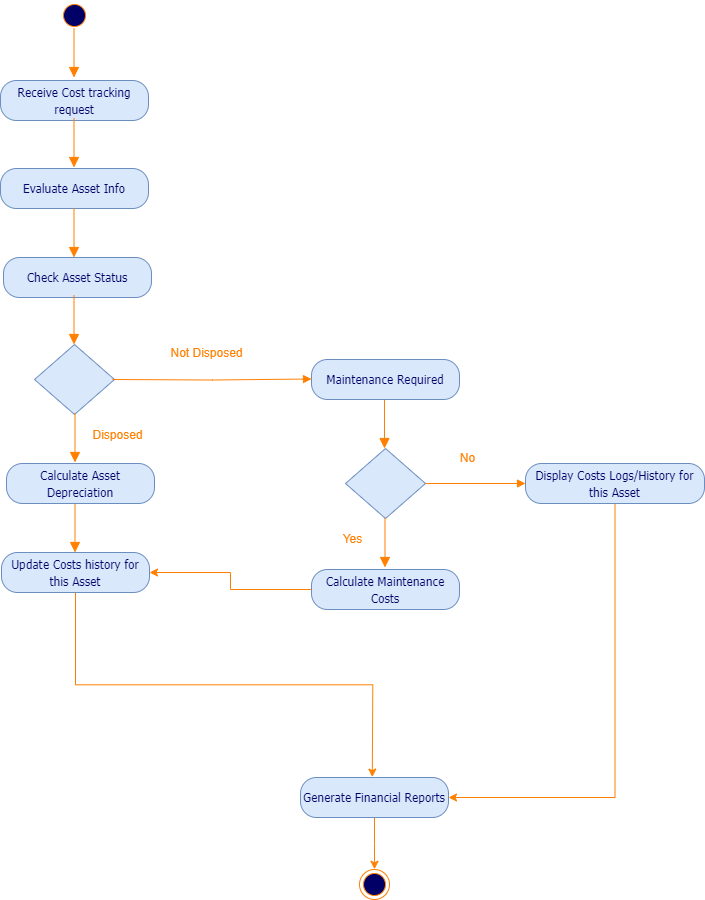 Receive Cost tracking
request
Evaluate Asset Info
Check Asset Status
Not Disposed
Maintenance Required
Disposed
No
Calculate Asset
Depreciation
Display Costs Logs/History for
this Asset
Yes
Update Costs history for
this Asset
Calculate Maintenance
Costs
Generate Financial Reports